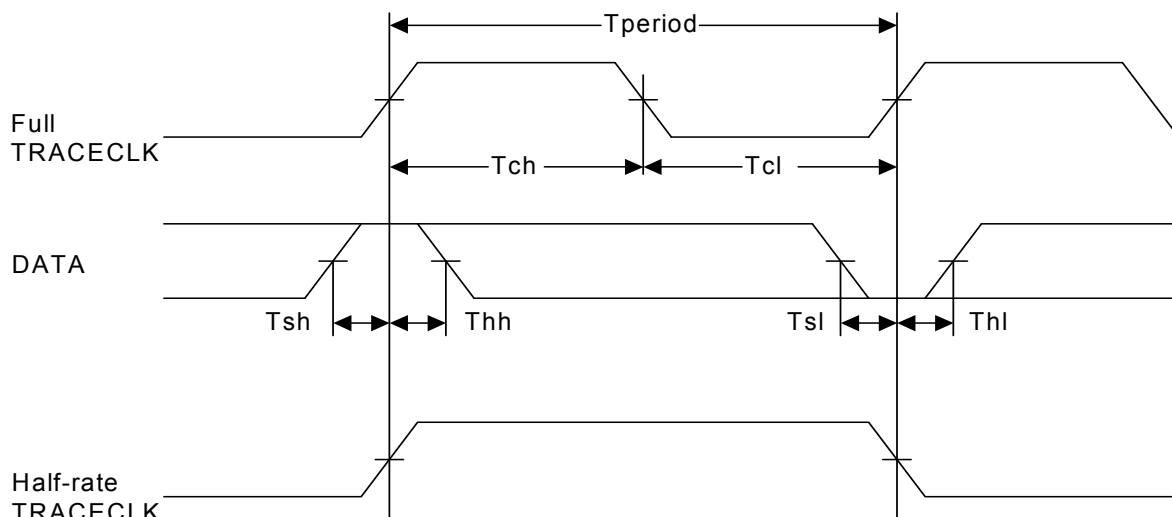 Tperiod
Full
TRACECLK
Tch
Tcl
DATA
Tsh
Thh
Tsl
Thl
Half-rate
TRACECLK